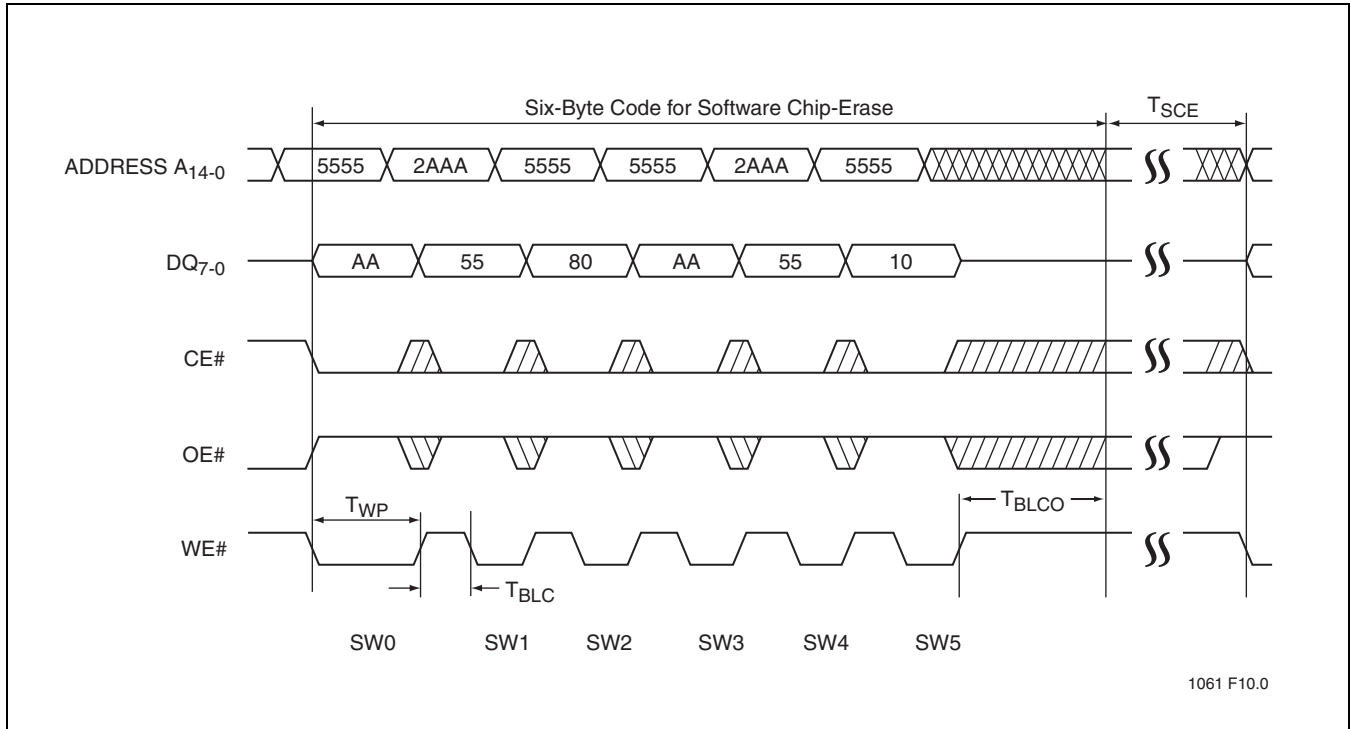 Six-Byte Code for Software Chip-Erase
TSCE
ADDRESS A14-0
5555 2AAA 5555 5555 2AAA 5555
DQ7-0
AA 55 80 AA 55 10
CE#
OE#
TWP
TBLCO
WE#
TBLC
SW0 SW1 SW2 SW3 SW4 SW5
1061 F10.0